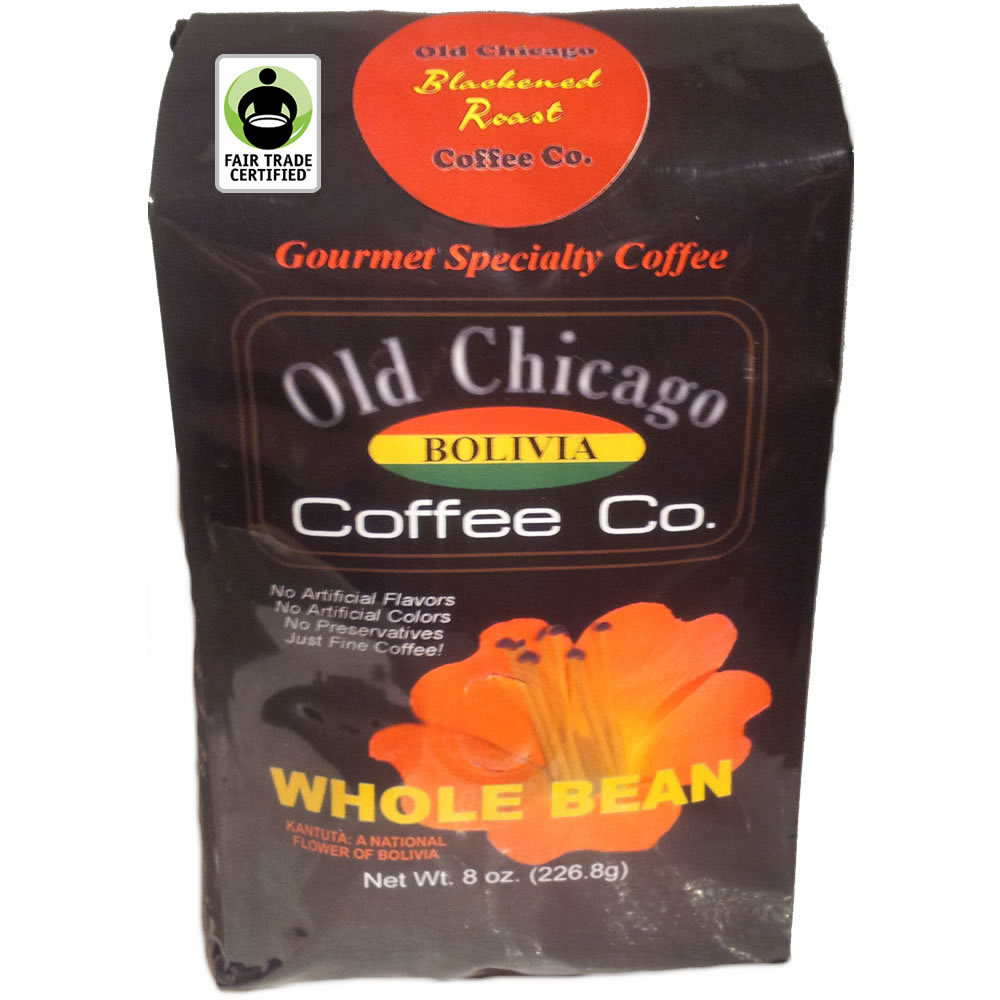 Old Chicago
Blackened
Roast
Coffee Co.
FAIR TRADE
CERTIFIED™
Gourmet Specialty Coffee
Old Chicago
BOLIVIA
Coffee Co.
No Artificial Flavors
No Artificial Colors
No Preservatives
Just Fine Coffee!
WHOLE BEAN
KANTUTÀ: A NATIONAL
FLOWER OF BOLIVIA
Net Wt. 8 oz. (226.8g)